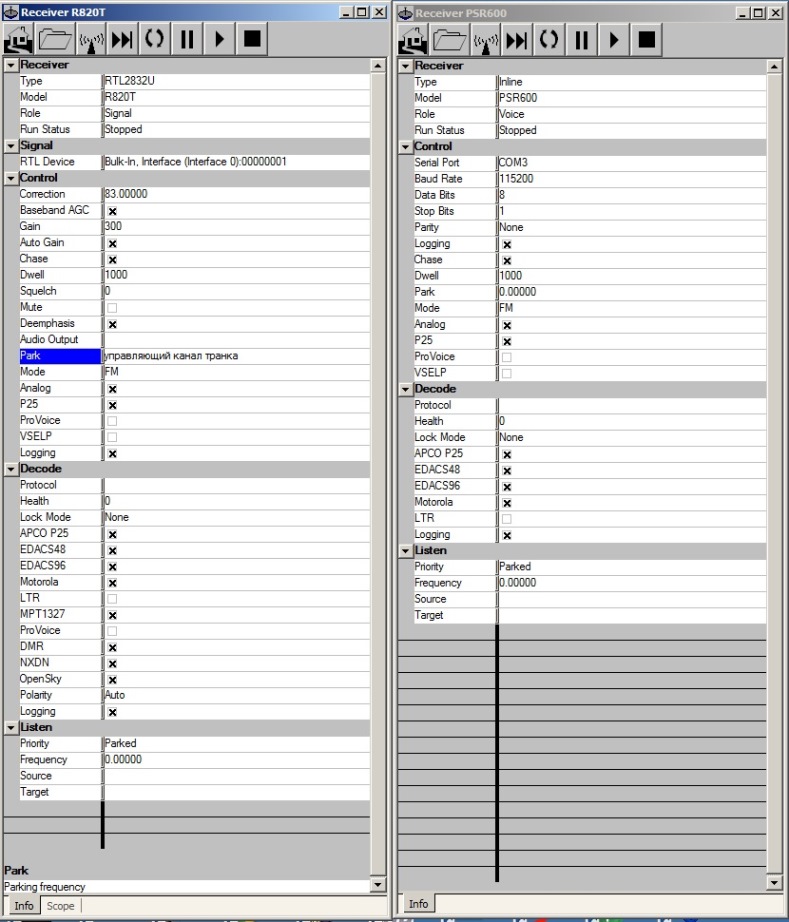 Receiver R820T
Receiver
Type RTL2832U
Model R820T
Role Signal
Run Status Stopped
Signal
RTL Device Bulk-In, Interface (Interface 0):00000001
Control
Correction 83.00000
Baseband AGC
Gain 300
Auto Gain
Chase
Dwell 1000
Squelch 0
Mute
Deemphasis
Audio Output
Park управляющий канал транка
Mode FM
Analog
P25
ProVoice
VSELP
Logging
Decode
Protocol
Health 0
Lock Mode None
APCO P25
EDACS48
EDACS96
Motorola
LTR
MPT1327
ProVoice
DMR
NXDN
OpenSky
Polarity Auto
Logging
Listen
Priority Parked
Frequency 0.00000
Source
Target
Park
Parking frequency
Info Scope
Receiver PSR600
Receiver
Type Inline
Model PSR600
Role Voice
Run Status Stopped
Control
Serial Port COM3
Baud Rate 115200
Data Bits 8
Stop Bits 1
Parity None
Logging
Chase
Dwell 1000
Park 0.00000
Mode FM
Analog
P25
ProVoice
VSELP
Decode
Protocol
Health 0
Lock Mode None
APCO P25
EDACS48
EDACS96
Motorola
LTR
Logging
Listen
Priority Parked
Frequency 0.00000
Source
Target
Info